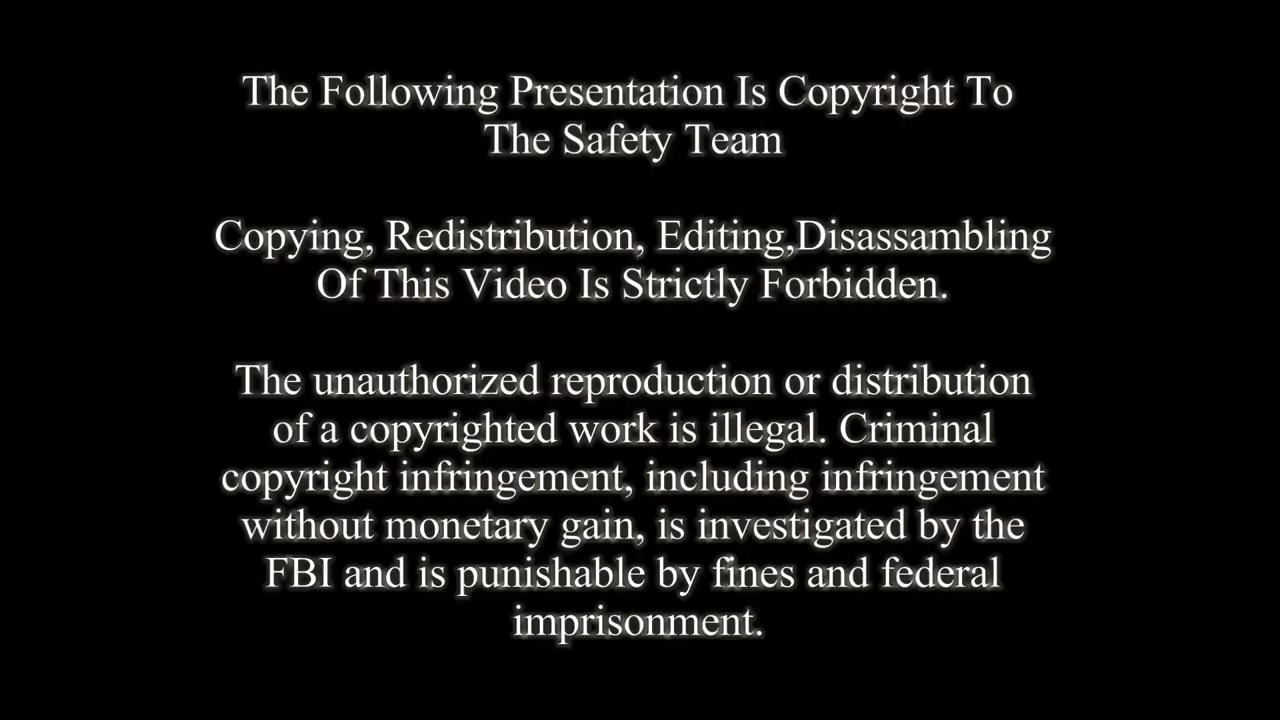 The Following Presentation Is Copyright To
The Safety Team
Copying, Redistribution, Editing,Disassambling
Of This Video Is Strictly Forbidden.
The unauthorized reproduction or distribution
of a copyrighted work is illegal. Criminal
copyright infringement, including infringement
without monetary gain, is investigated by the
FBI and is punishable by fines and federal
imprisonment.